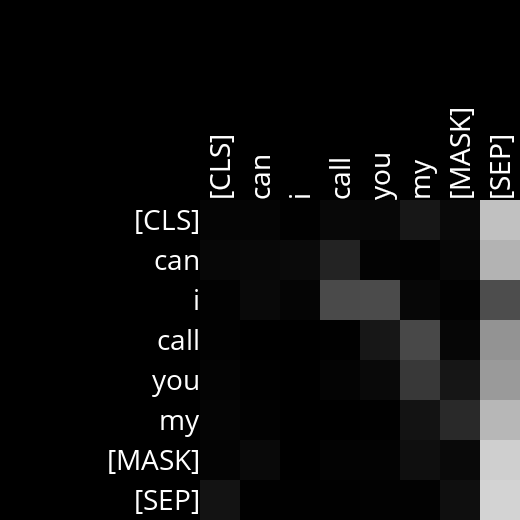 [CLS] can i call you my [MASK] [SEP]
[CLS]
can
i
call
you
my
[MASK]
[SEP]